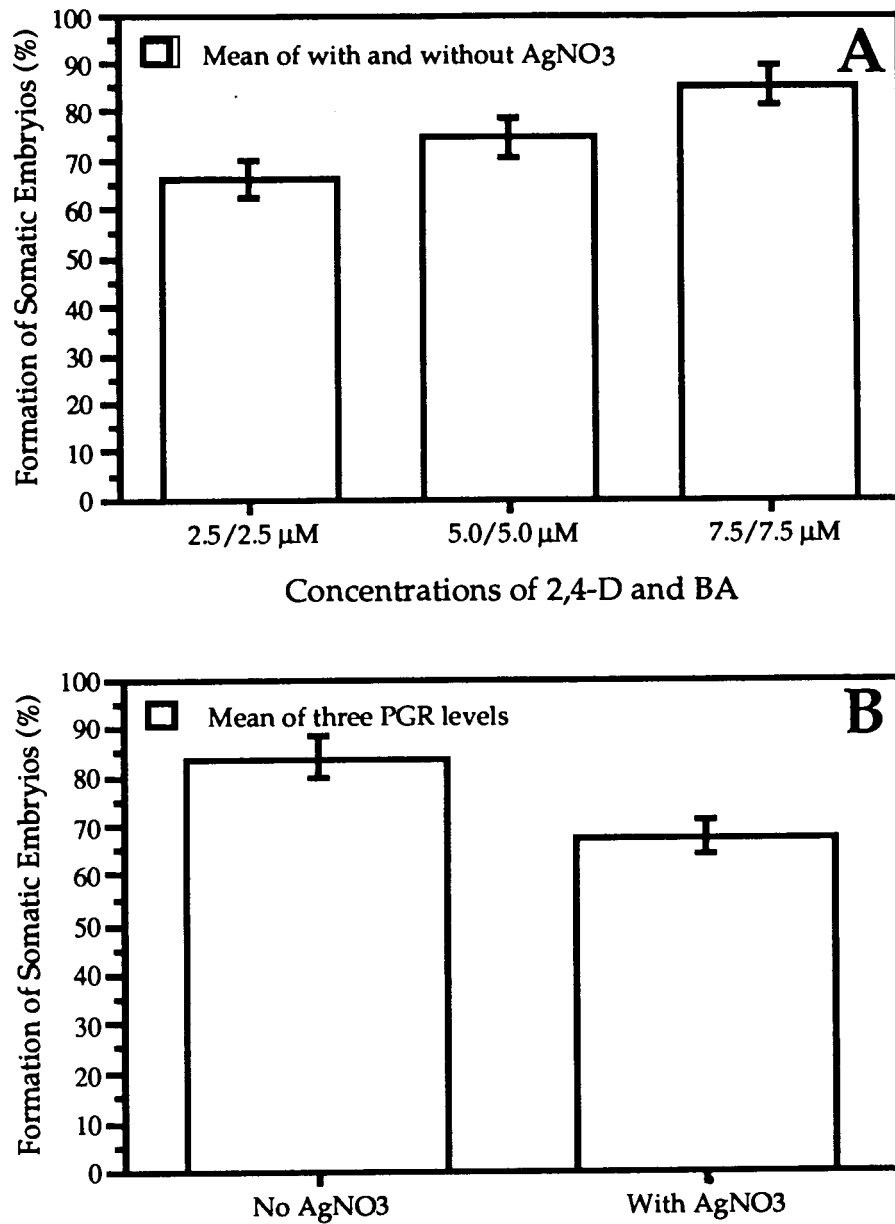 Formation of Somatic Embryios (%)
100
90
80
70
60
50
40
30
70
10
0
Mean of with and without AgNO3
A
2.5/2.5 µM
5.0/5.0 µM
7.5/7.5 µM
Concentrations of 2,4-D and BA
Formation of Somatic Embryios (%)
100
90
80
70
60
50
40
30
20
10
0
Mean of three PGR levels
B
No AgNO3
With AgNO3